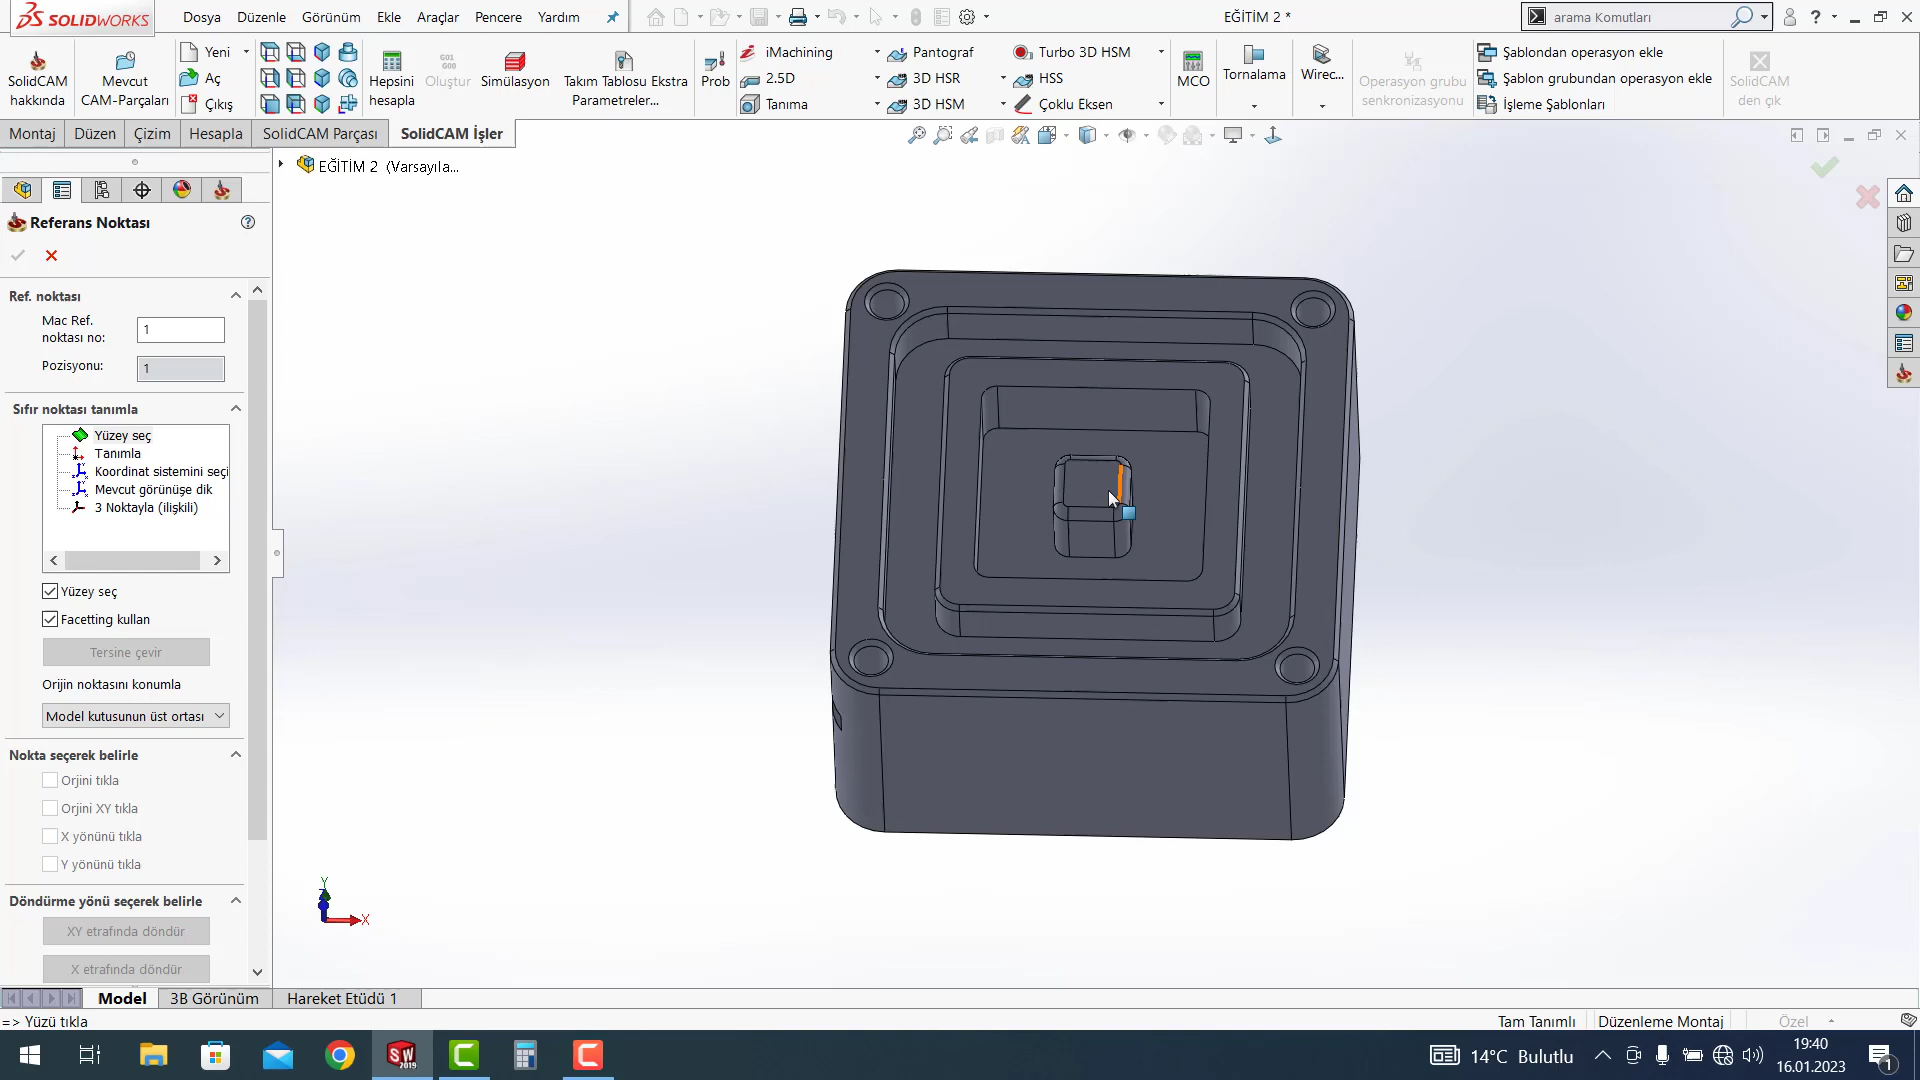 SOLIDWORKS
Dosya
Düzenle
Görünüm
Ekle
Araçlar
Pencere
Yardım
EĞİTİM 2 *
arama Komutları
SolidCAM hakkında
Mevcut CAM-Parçaları
Yeni
Aç
Çıkış
Hepsini hesapla
G01 G00
Oluştur
Simülasyon
Takım Tablosu Ekstra Parametreler...
Prob
iMachining
2.5D
Tanıma
Pantograf
3D HSR
3D HSM
Turbo 3D HSM
HSS
Çoklu Eksen
MCO
Tornalama
Wirec...
Operasyon grubu senkronizasyonu
Şablondan operasyon ekle
Şablon grubundan operasyon ekle
İşleme Şablonları
SolidCAM den çık
Montaj
Düzen
Çizim
Hesapla
SolidCAM Parçası
SolidCAM İşler
EĞİTİM 2 (Varsayıla...
Referans Noktası
Ref. noktası
Mac Ref. noktası no:
1
Pozisyonu:
1
Sıfır noktası tanımla
Yüzey seç
Tanımla
Koordinat sistemini seçi
Mevcut görünüşe dik
3 Noktayla (ilişkili)
Yüzey seç
Facetting kullan
Tersine çevir
Orijin noktasını konumla
Model kutusunun üst ortası
Nokta seçerek belirle
Orjini tıkla
Orjini XY tıkla
X yönünü tıkla
Y yönünü tıkla
Döndürme yönü seçerek belirle
XY etrafında döndür
X etrafında döndür
Y
X
Model
3B Görünüm
Hareket Etüdü 1
=> Yüzü tıkla
Tam Tanımlı
Düzenleme Montaj
Özel
SW 2019
14°C Bulutlu
19:40
16.01.2023
1